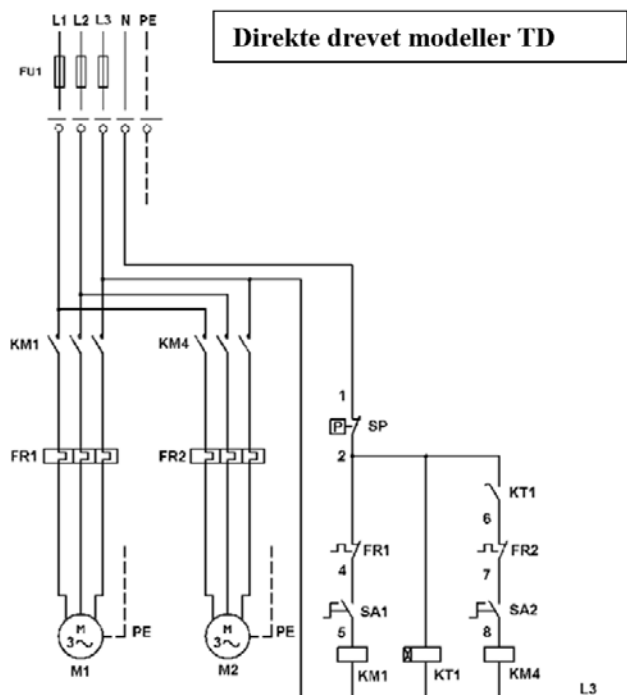 L1 L2 L3 N PE
Direkte drevet modeller TD
FU1
KM1
KM4
1
P
SP
2
FR1
FR2
KT1
6
FR1
FR2
4
7
SA1
SA2
5
8
PE
PE
M
3~
M
3~
M1
M2
KM1
KT1
KM4
L3